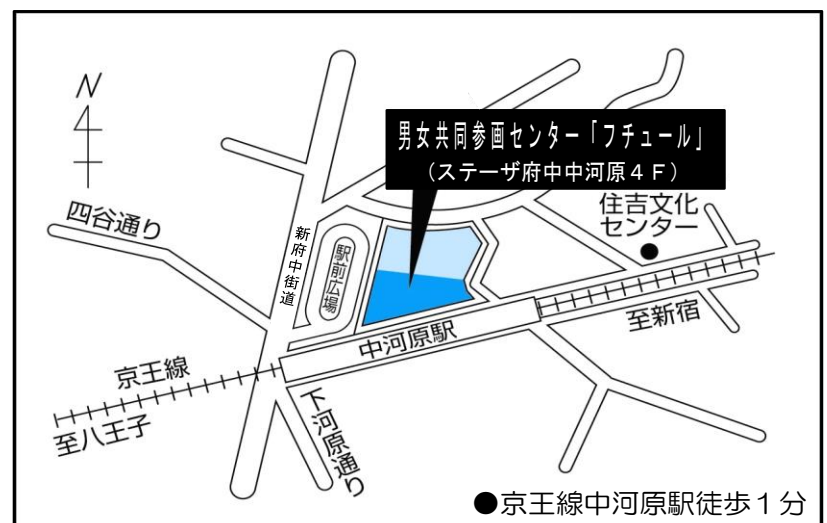 N
男女共同参画センター「フチュール」
(ステーザ府中中河原4F)
四谷通り
新府中街道
駅前広場
住吉文化
センター
中河原駅
至新宿
京王線
至八王子
下河原通り
●京王線中河原駅徒歩1分